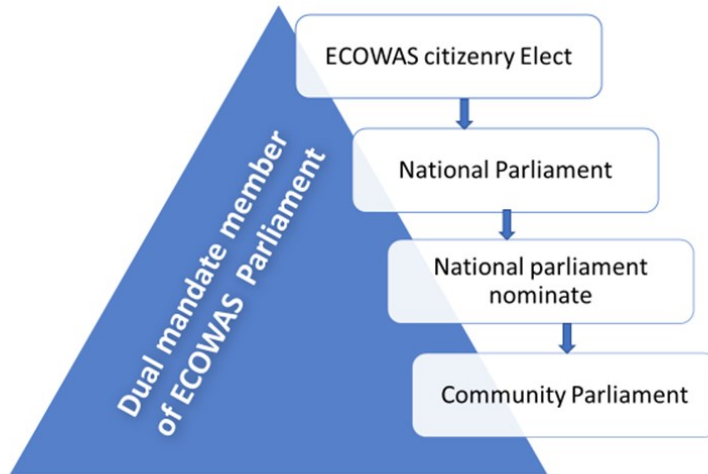 ECOWAS citizenry Elect
National Parliament
National parliament
nominate
Community Parliament
Dual mandate member
of ECOWAS Parliament